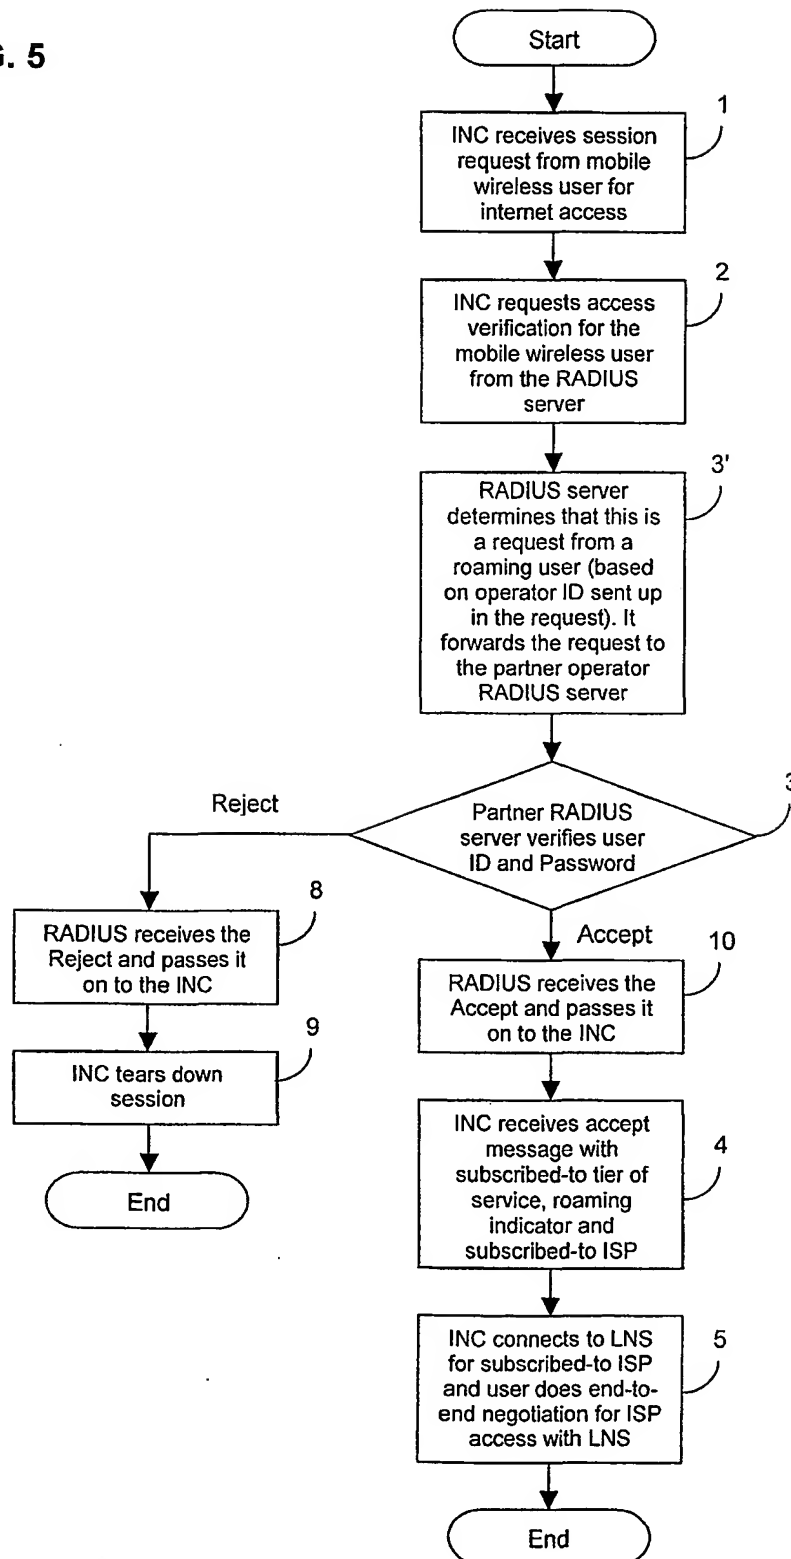 . 5
Start
1
INC receives session
request from mobile
wireless user for
internet access
2
INC requests access
verification for the
mobile wireless user
from the RADIUS
server
3'
RADIUS server
determines that this is
a request from a
roaming user (based
on operator ID sent up
in the request). It
forwards the request to
the partner operator
RADIUS server
3
Partner RADIUS
server verifies user
ID and Password
Reject
Accept
8
RADIUS receives the
Reject and passes it
on to the INC
9
INC tears down
session
End
10
RADIUS receives the
Accept and passes it
on to the INC
4
INC receives accept
message with
subscribed-to tier of
service, roaming
indicator and
subscribed-to ISP
5
INC connects to LNS
for subscribed-to ISP
and user does end-to-
end negotiation for ISP
access with LNS
End